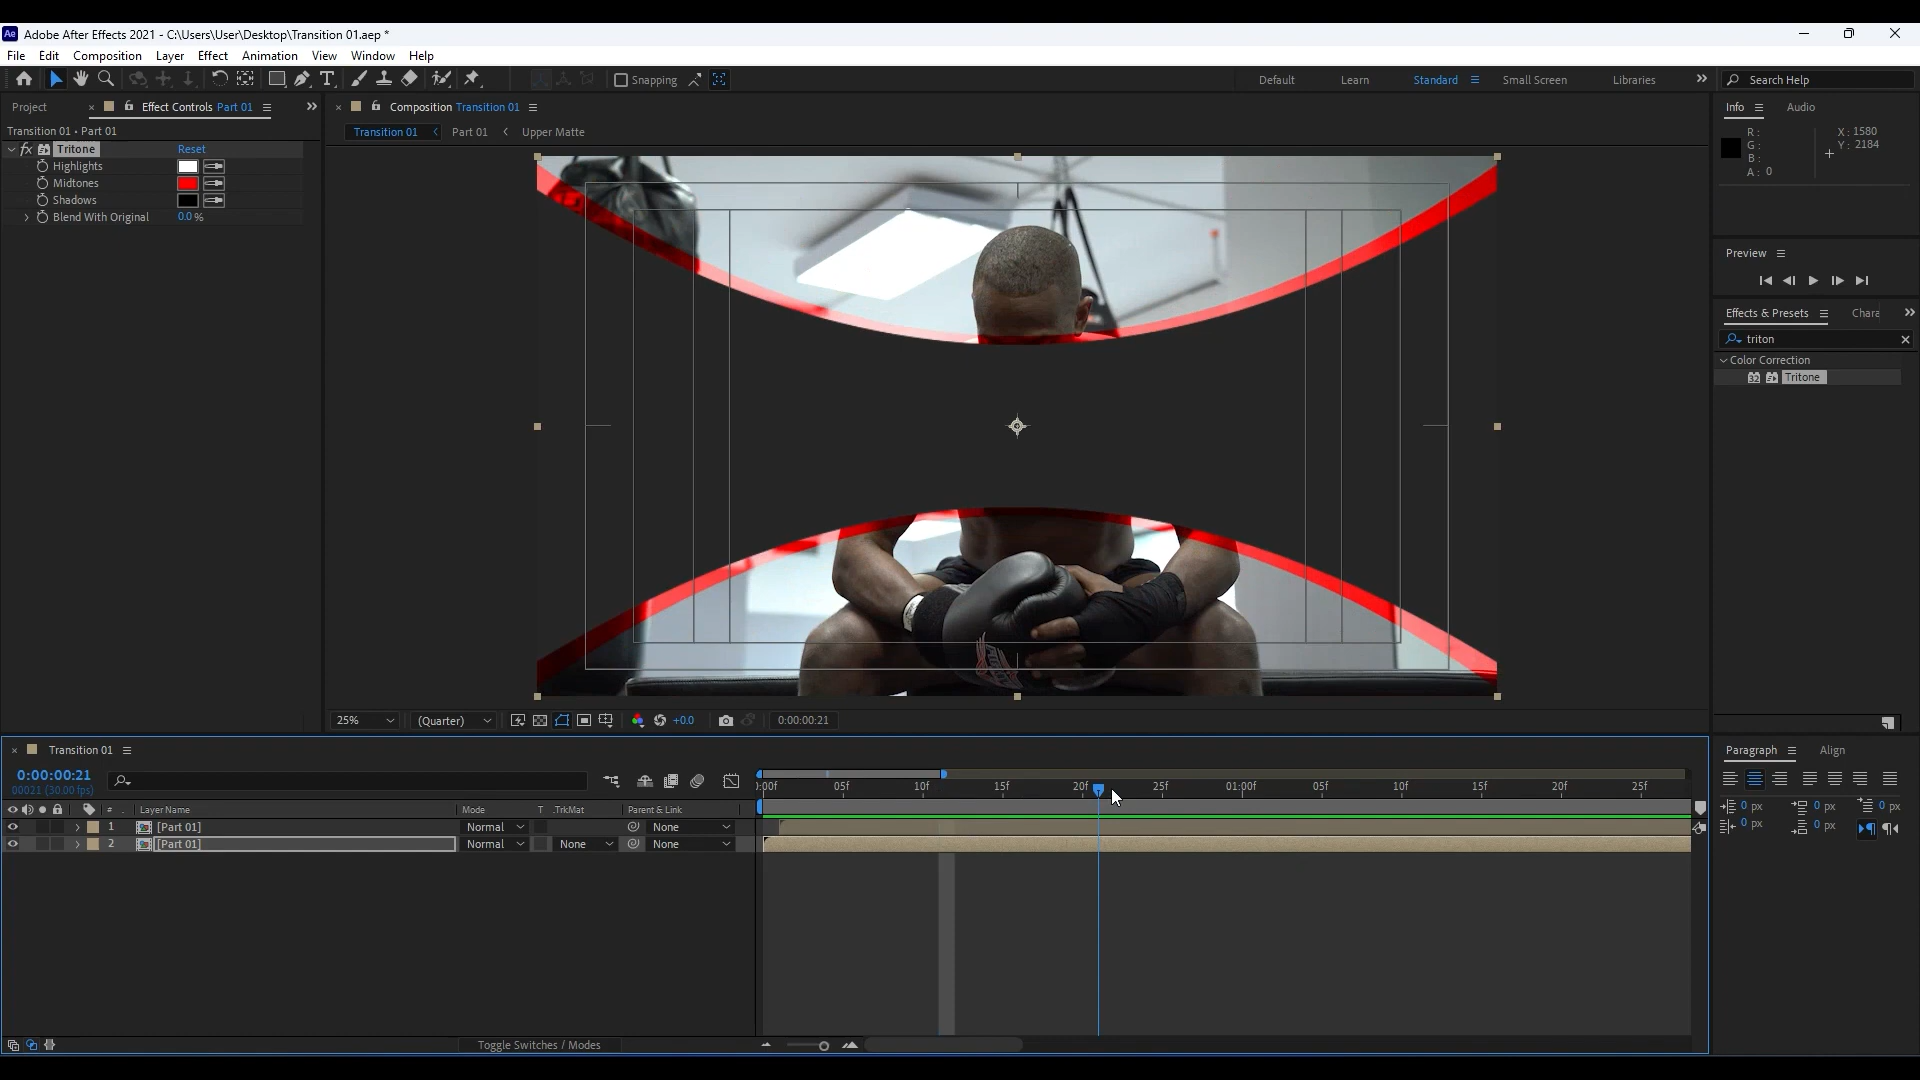 Ae Adobe After Effects 2021 - C:\Users\User\Desktop\Transition 01.aep *
File Edit Composition Layer Effect Animation View Window Help
T Snapping Default Learn Standard Small Screen Libraries Search Help
Project Effect Controls Part 01
Composition Transition 01
Info Audio
Transition 01 • Part 01
Transition 01 Part 01 Upper Matte
R: X: 1580
G: Y: 2184
B:
A: 0
fx Tritone Reset
Highlights
Midtones
Shadows
Blend With Original 0.0 %
Preview
Effects & Presets Chara
triton
Color Correction
32 Tritone
25% (Quarter) +0.0 0:00:00:21
Transition 01
0:00:00:21
00021 (30.00 fps)
:00f 05f 10f 15f 20f 25f 01:00f 05f 10f 15f 20f 25f
# Layer Name Mode T .TrkMat Parent & Link
1 [Part 01] Normal None
2 [Part 01] Normal None None
Toggle Switches / Modes
Paragraph Align
0 px 0 px 0 px
0 px 0 px